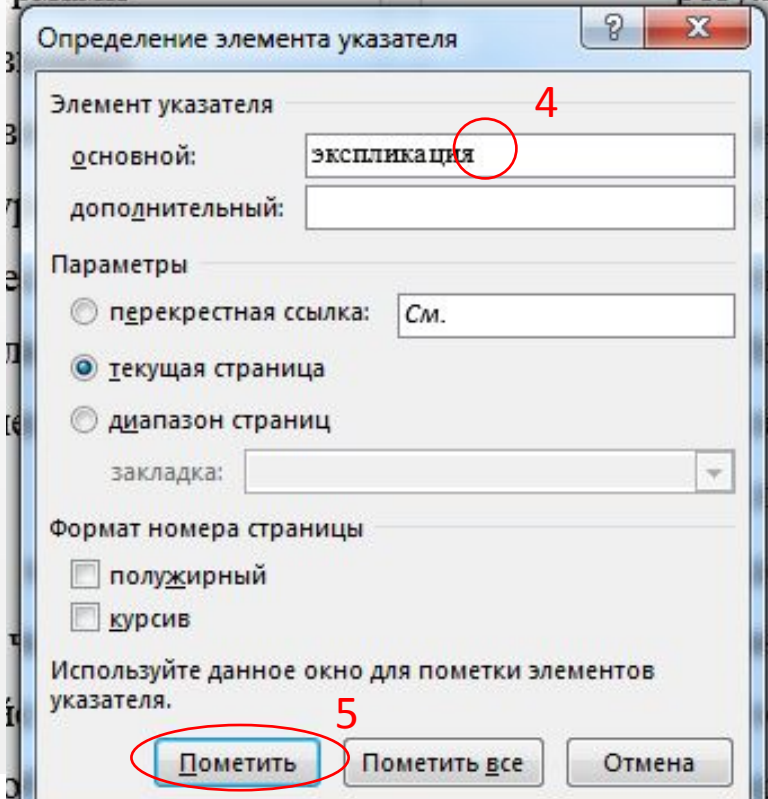 Определение элемента указателя
Элемент указателя
4
основной: экспликация
дополнительный:
Параметры
перекрестная ссылка: См.
текущая страница
диапазон страниц
закладка:
Формат номера страницы
полужирный
курсив
Используйте данное окно для пометки элементов
указателя.
5
Пометить Пометить все Отмена